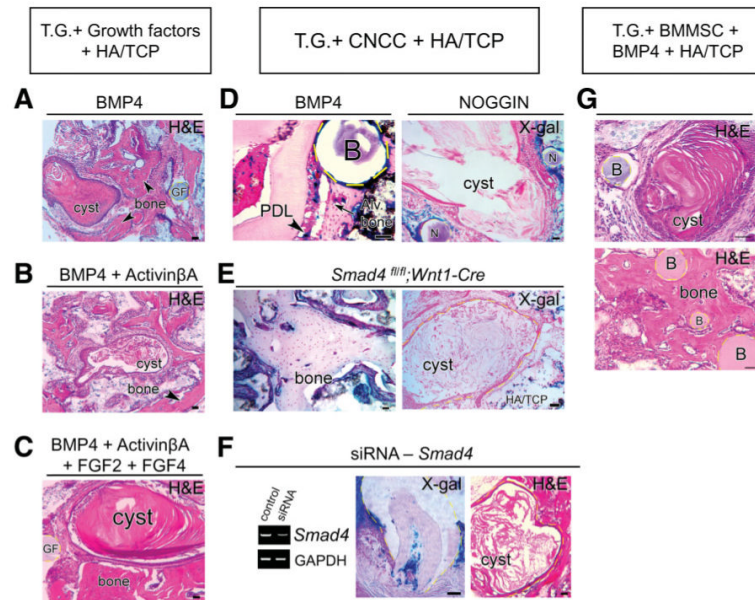 T.G.+ Growth factors
+ HA/TCP
T.G.+ CNCC + HA/TCP
T.G.+ BMMSC +
BMP4 + HA/TCP
A
BMP4
H&E
cyst
bone
GF
D
BMP4
B
PDL
Alv.
bone
NOGGIN
X-gal
N
cyst
N
G
H&E
B
cyst
H&E
B
bone
B
B
B
BMP4 + ActivinβA
H&E
cyst
bone
E
Smad4 fl/fl;Wnt1-Cre
bone
X-gal
cyst
HA/TCP
C
BMP4 + ActivinβA
+ FGF2 + FGF4
H&E
cyst
GF
bone
F
siRNA – Smad4
control
siRNA
Smad4
GAPDH
X-gal
H&E
cyst